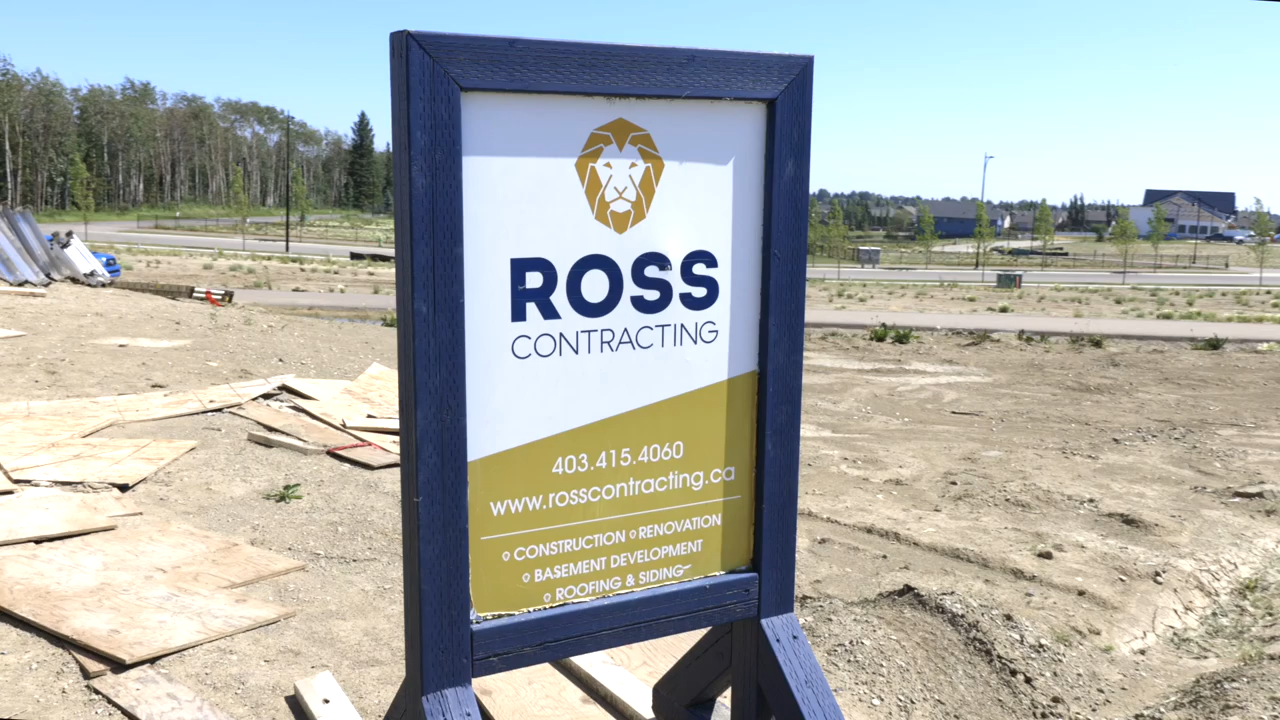 ROSS
CONTRACTING
403.415.4060
www.rosscontracting.ca
CONSTRUCTION RENOVATION
BASEMENT DEVELOPMENT
ROOFING & SIDING